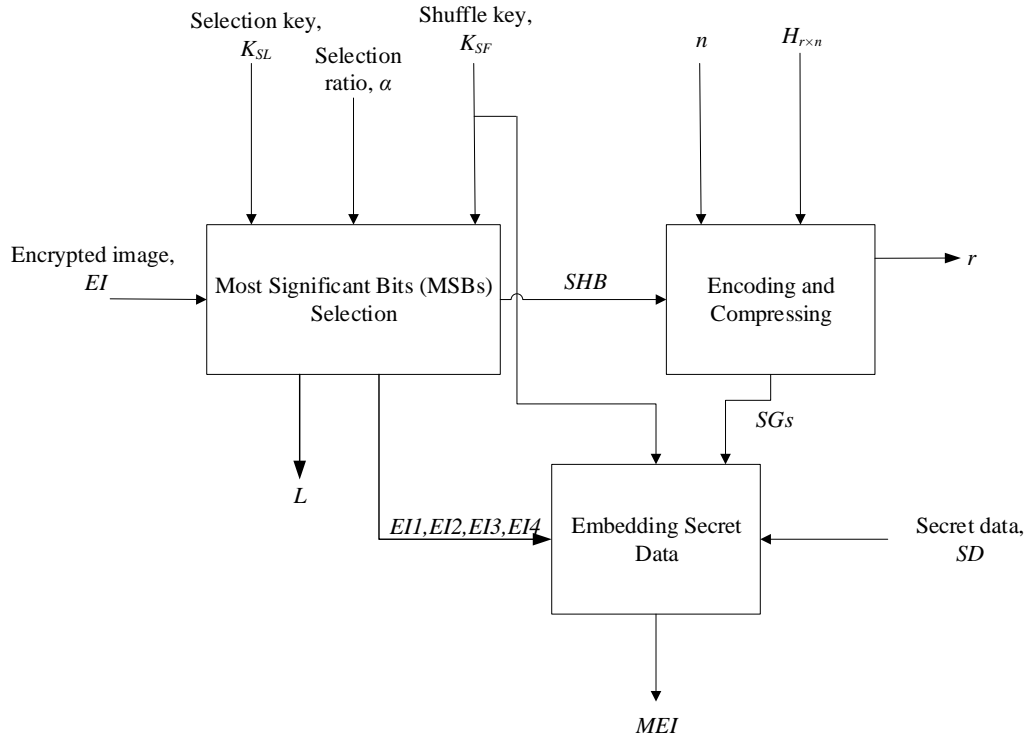 Selection key,
K_SL
Selection
ratio, α
Shuffle key,
K_SF
n
H_r×n
Encrypted image,
EI
Most Significant Bits (MSBs)
Selection
SHB
Encoding and
Compressing
r
SGs
L
EI1,EI2,EI3,EI4
Embedding Secret
Data
Secret data,
SD
MEI